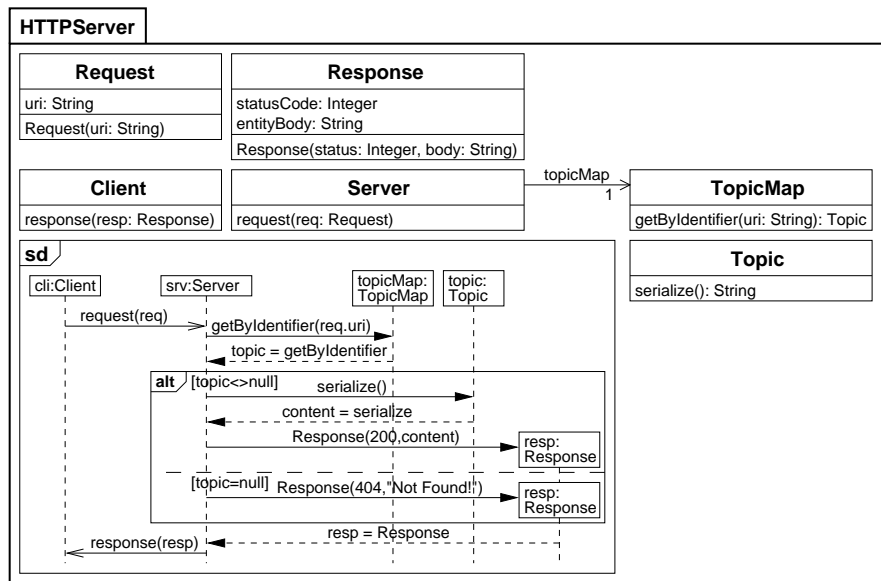 HTTPServer
Request
uri: String
Request(uri: String)
Response
statusCode: Integer
entityBody: String
Response(status: Integer, body: String)
Client
response(resp: Response)
Server
request(req: Request)
topicMap
1
TopicMap
getByIdentifier(uri: String): Topic
Topic
serialize(): String
sd
cli:Client
srv:Server
topicMap:
TopicMap
topic:
Topic
request(req)
getByIdentifier(req.uri)
topic = getByIdentifier
alt
[topic<>null]
serialize()
content = serialize
Response(200,content)
resp:
Response
[topic=null]
Response(404,"Not Found!")
resp:
Response
resp = Response
response(resp)